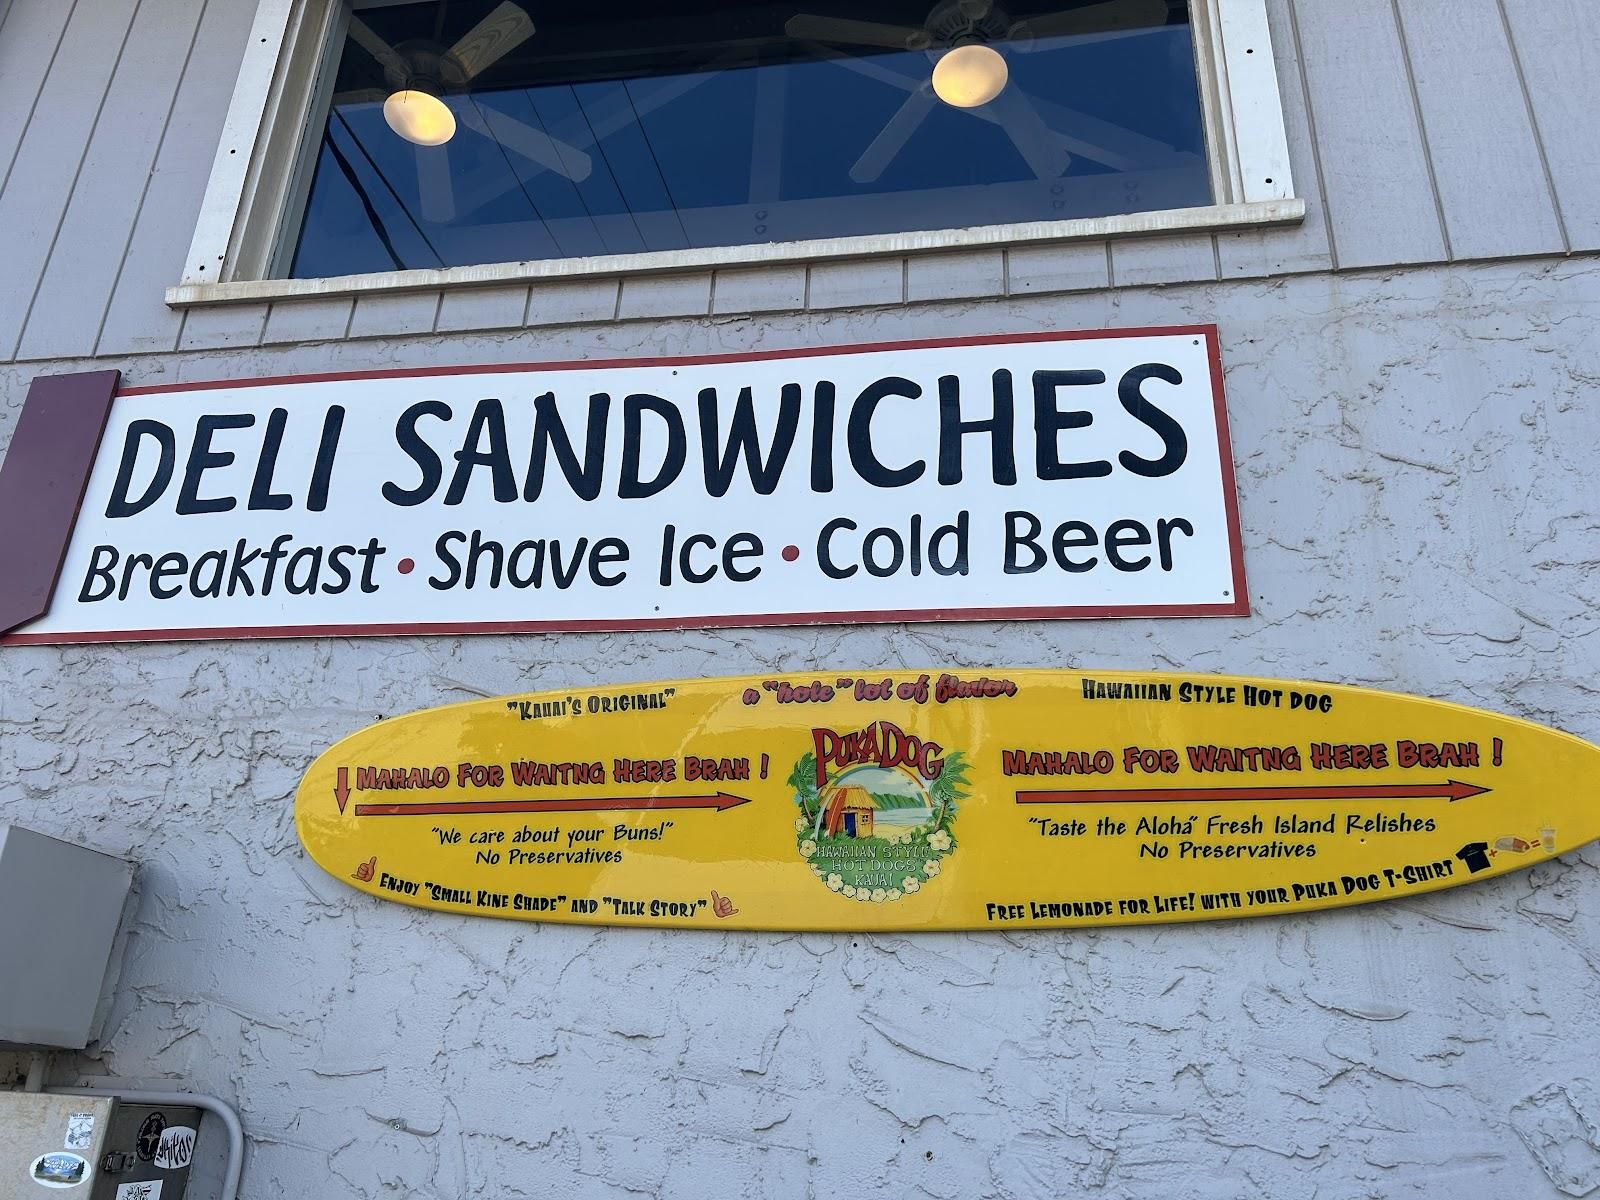 DELI SANDWICHES
Breakfast • Shave Ice • Cold Beer
"KAUAI'S ORIGINAL"
a "hole" lot of flavor
HAWAIIAN STYLE HOT DOG
MAHALO FOR WAITNG HERE BRAH !
PUKA DOG
HAWAIIAN STYLE
HOT DOGS
KAUAI
MAHALO FOR WAITNG HERE BRAH !
"We care about your Buns!"
No Preservatives
"Taste the Aloha" Fresh Island Relishes
No Preservatives
ENJOY "SMALL KINE SHADE" AND "TALK STORY"
FREE LEMONADE FOR LIFE! WITH YOUR PUKA DOG T-SHIRT